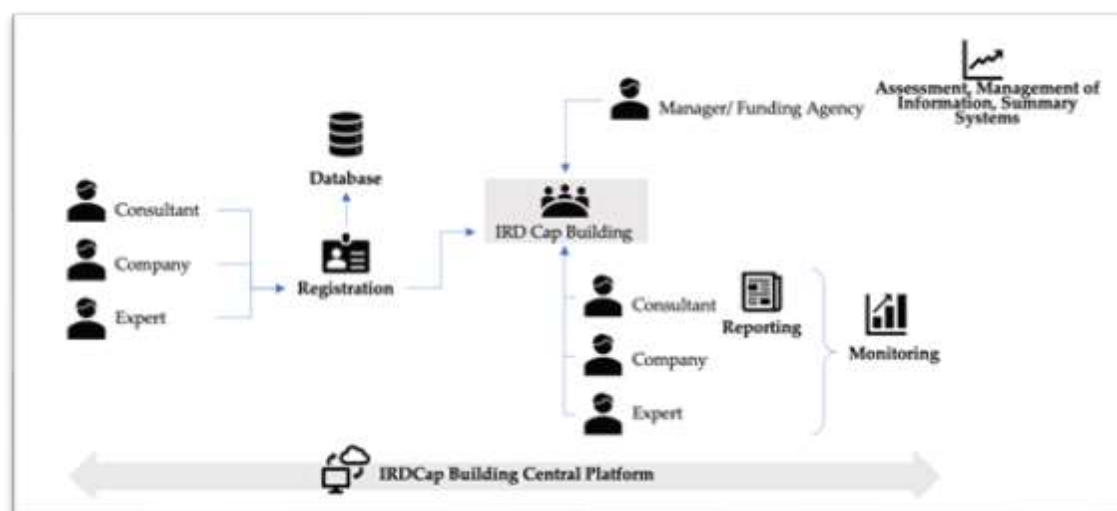 Assessment, Management of
Information, Summary
Systems
Manager/ Funding Agency
Database
Consultant
Company
Expert
Registration
IRD Cap Building
Consultant
Company
Expert
Reporting
Monitoring
IRDCap Building Central Platform